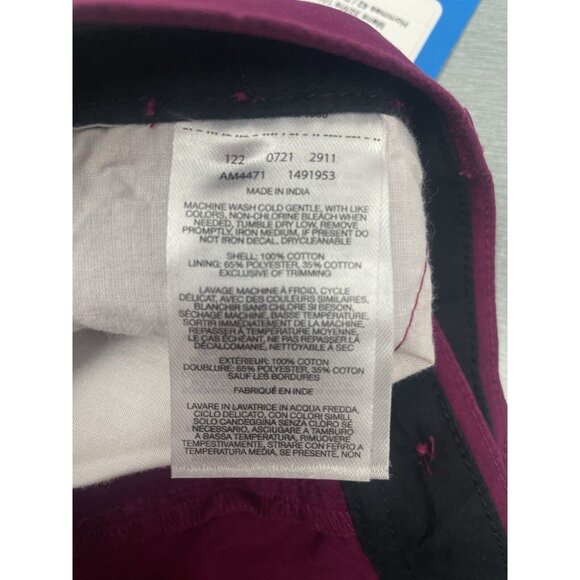 Mens 32/Ins
Hommes 42 /
122 0721 2911
AM4471 1491953
MADE IN INDIA
MACHINE WASH COLD GENTLE, WITH LIKE
COLORS, NON-CHLORINE BLEACH WHEN
NEEDED, TUMBLE DRY LOW, REMOVE
PROMPTLY, IRON MEDIUM, IF PRESENT DO
NOT IRON DECAL, DRYCLEANABLE
SHELL: 100% COTTON
LINING: 65% POLYESTER, 35% COTTON
EXCLUSIVE OF TRIMMING
LAVAGE MACHINE À FROID, CYCLE
DÉLICAT, AVEC DES COULEURS SIMILAIRES,
BLANCHIR SANS CHLORE SI BESOIN,
SÉCHAGE MACHINE, BASSE TEMPÉRATURE,
SORTIR IMMÉDIATEMENT DE LA MACHINE,
REPASSER À TEMPÉRATURE MOYENNE,
LE CAS ÉCHEANT, NE PAS REPASSER LA
DÉCALCOMANIE, NETTOYABLE À SEC
EXTÉRIEUR: 100% COTON
DOUBLURE: 65% POLYESTER, 35% COTON
SAUF LES BORDURES
FABRIQUÉ EN INDE
LAVARE IN LAVATRICE IN ACQUA FREDDA,
CICLO DELICATO, CON COLORI SIMILI
SOLO CANDEGGINA SENZA CLORO SE
NECESSARIO, ASCIUGARE A TAMBURO
A BASSA TEMPERATURA, RIMUOVERE
TEMPESTIVAMENTE, STIRARE CON FERRO A
TEMPERATURA MEDIA, SE PRESENTE, NON